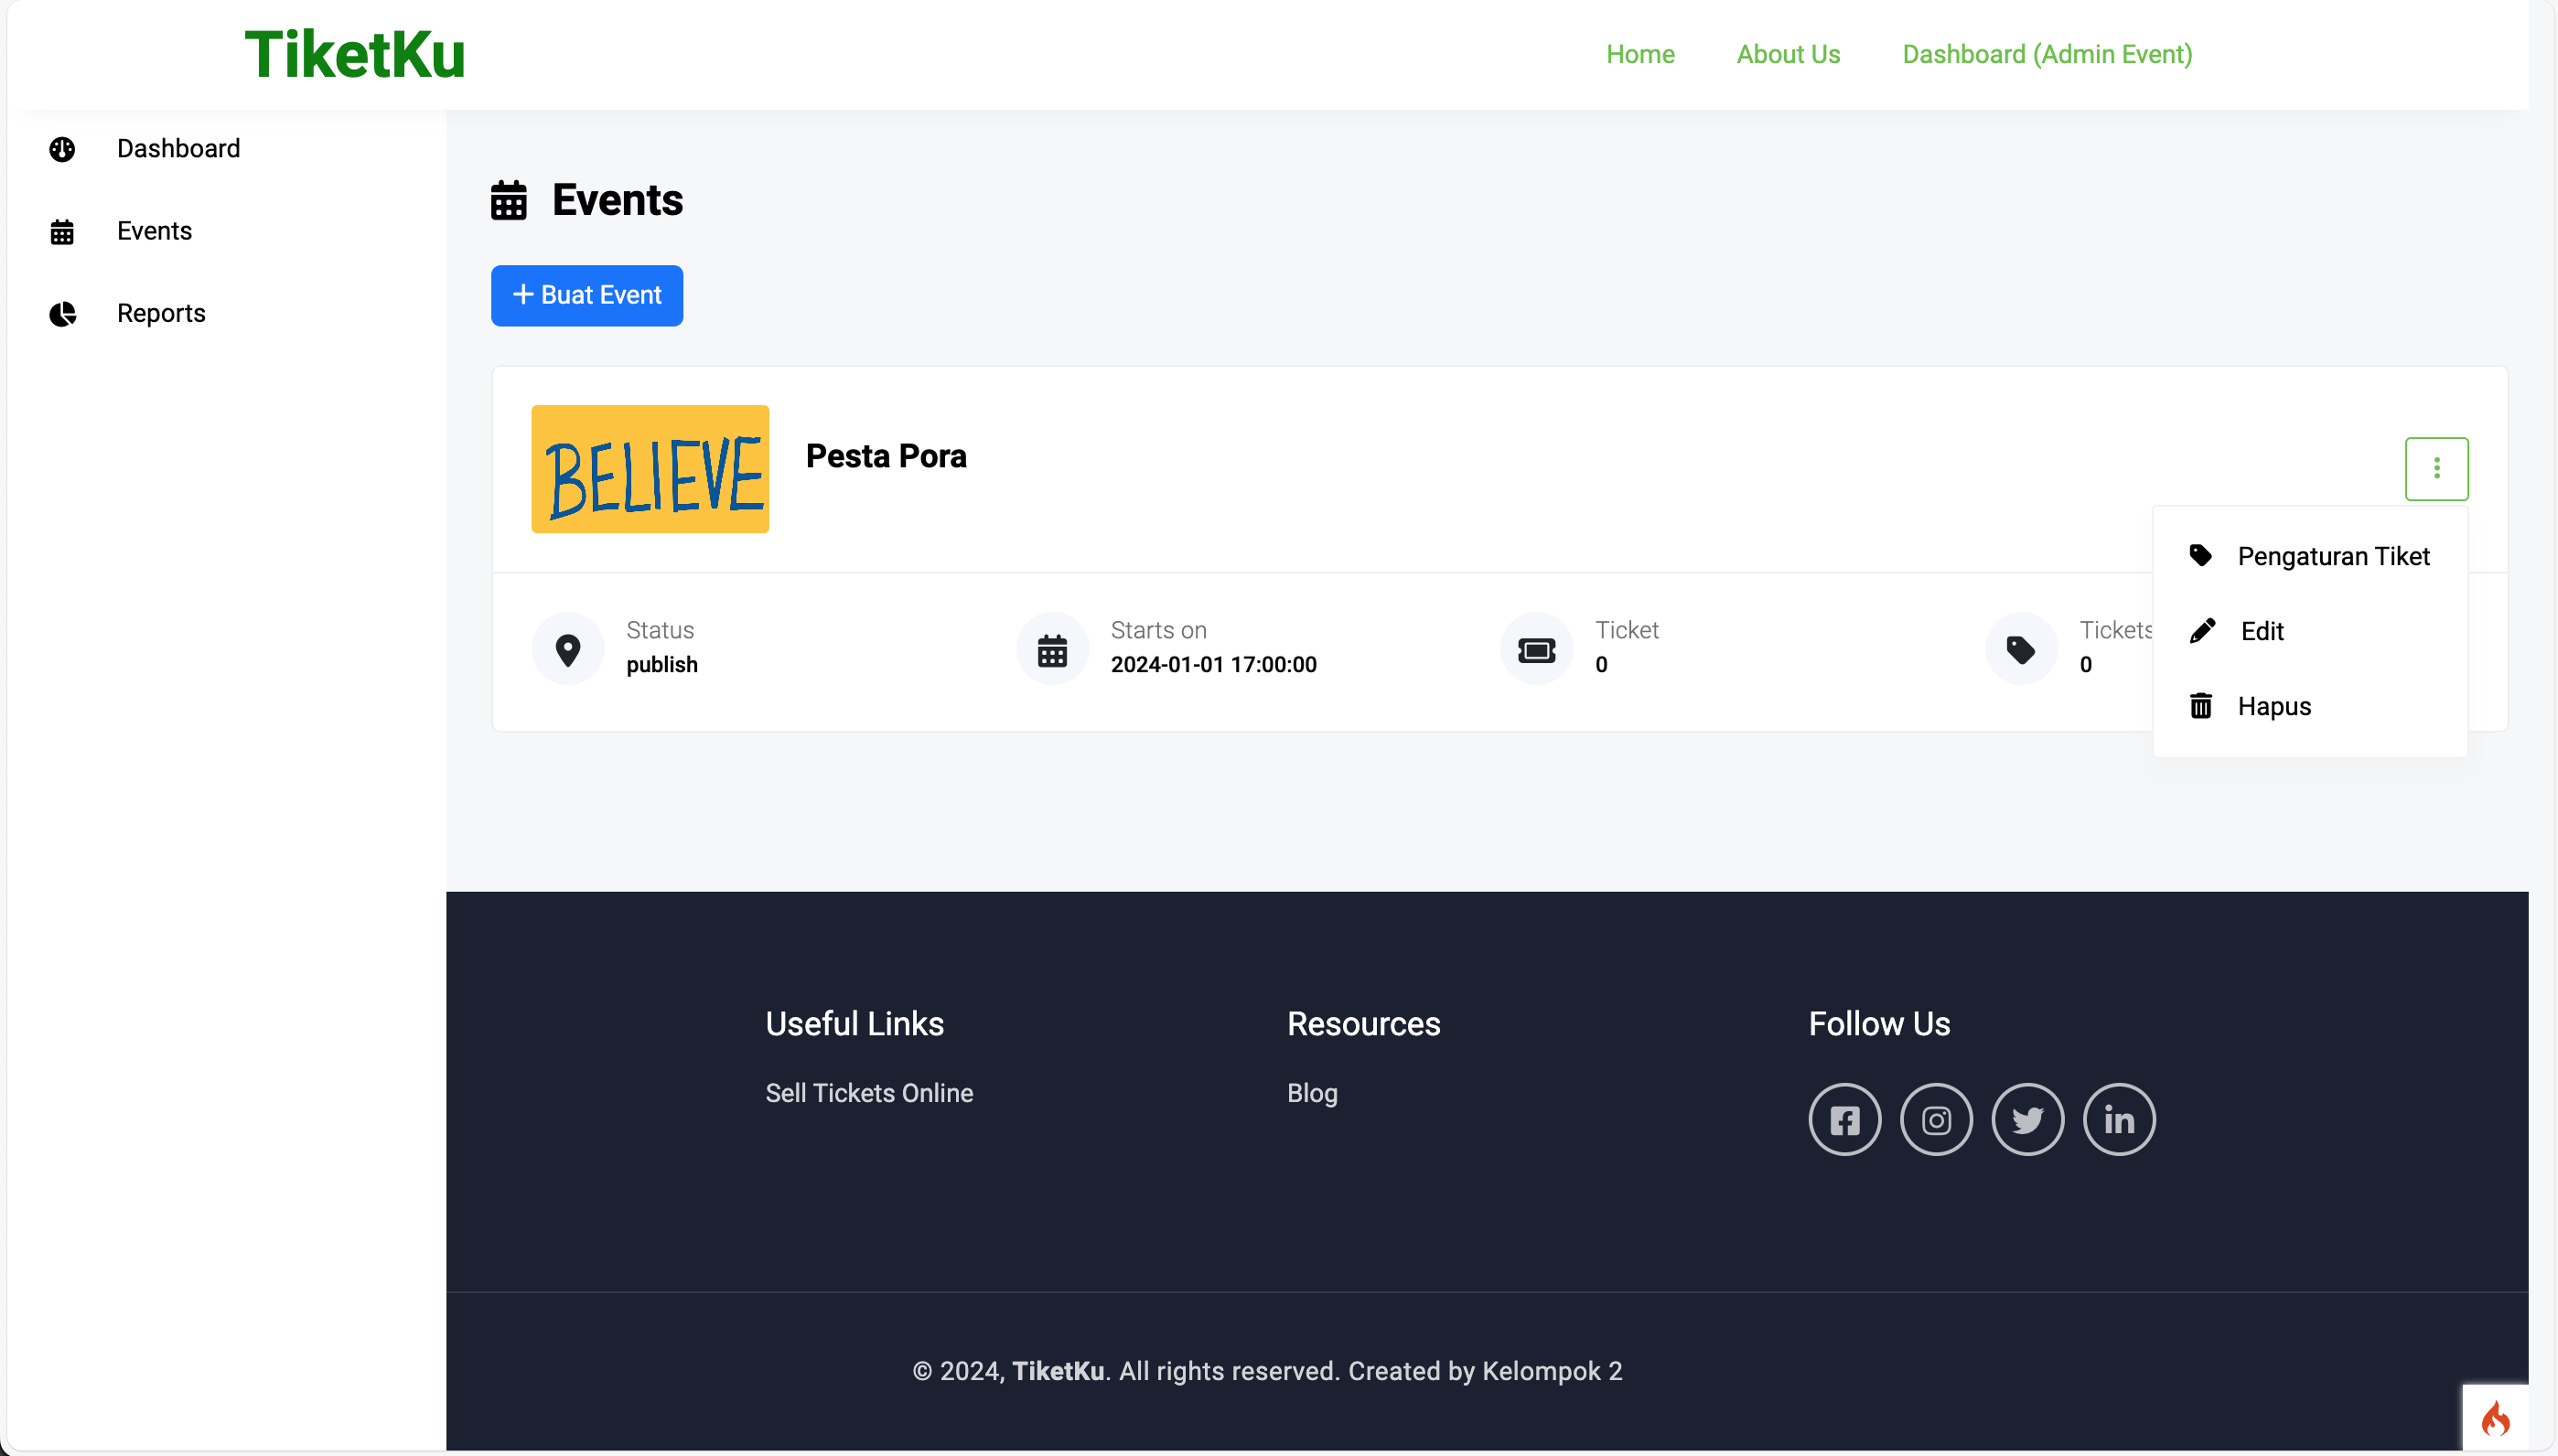 TiketKu
Home
About Us
Dashboard (Admin Event)
Dashboard
Events
Reports
Events
+ Buat Event
BELIEVE
Pesta Pora
Pengaturan Tiket
Edit
Hapus
Status
publish
Starts on
2024-01-01 17:00:00
Ticket
0
Tickets
0
Useful Links
Sell Tickets Online
Resources
Blog
Follow Us
© 2024, TiketKu. All rights reserved. Created by Kelompok 2